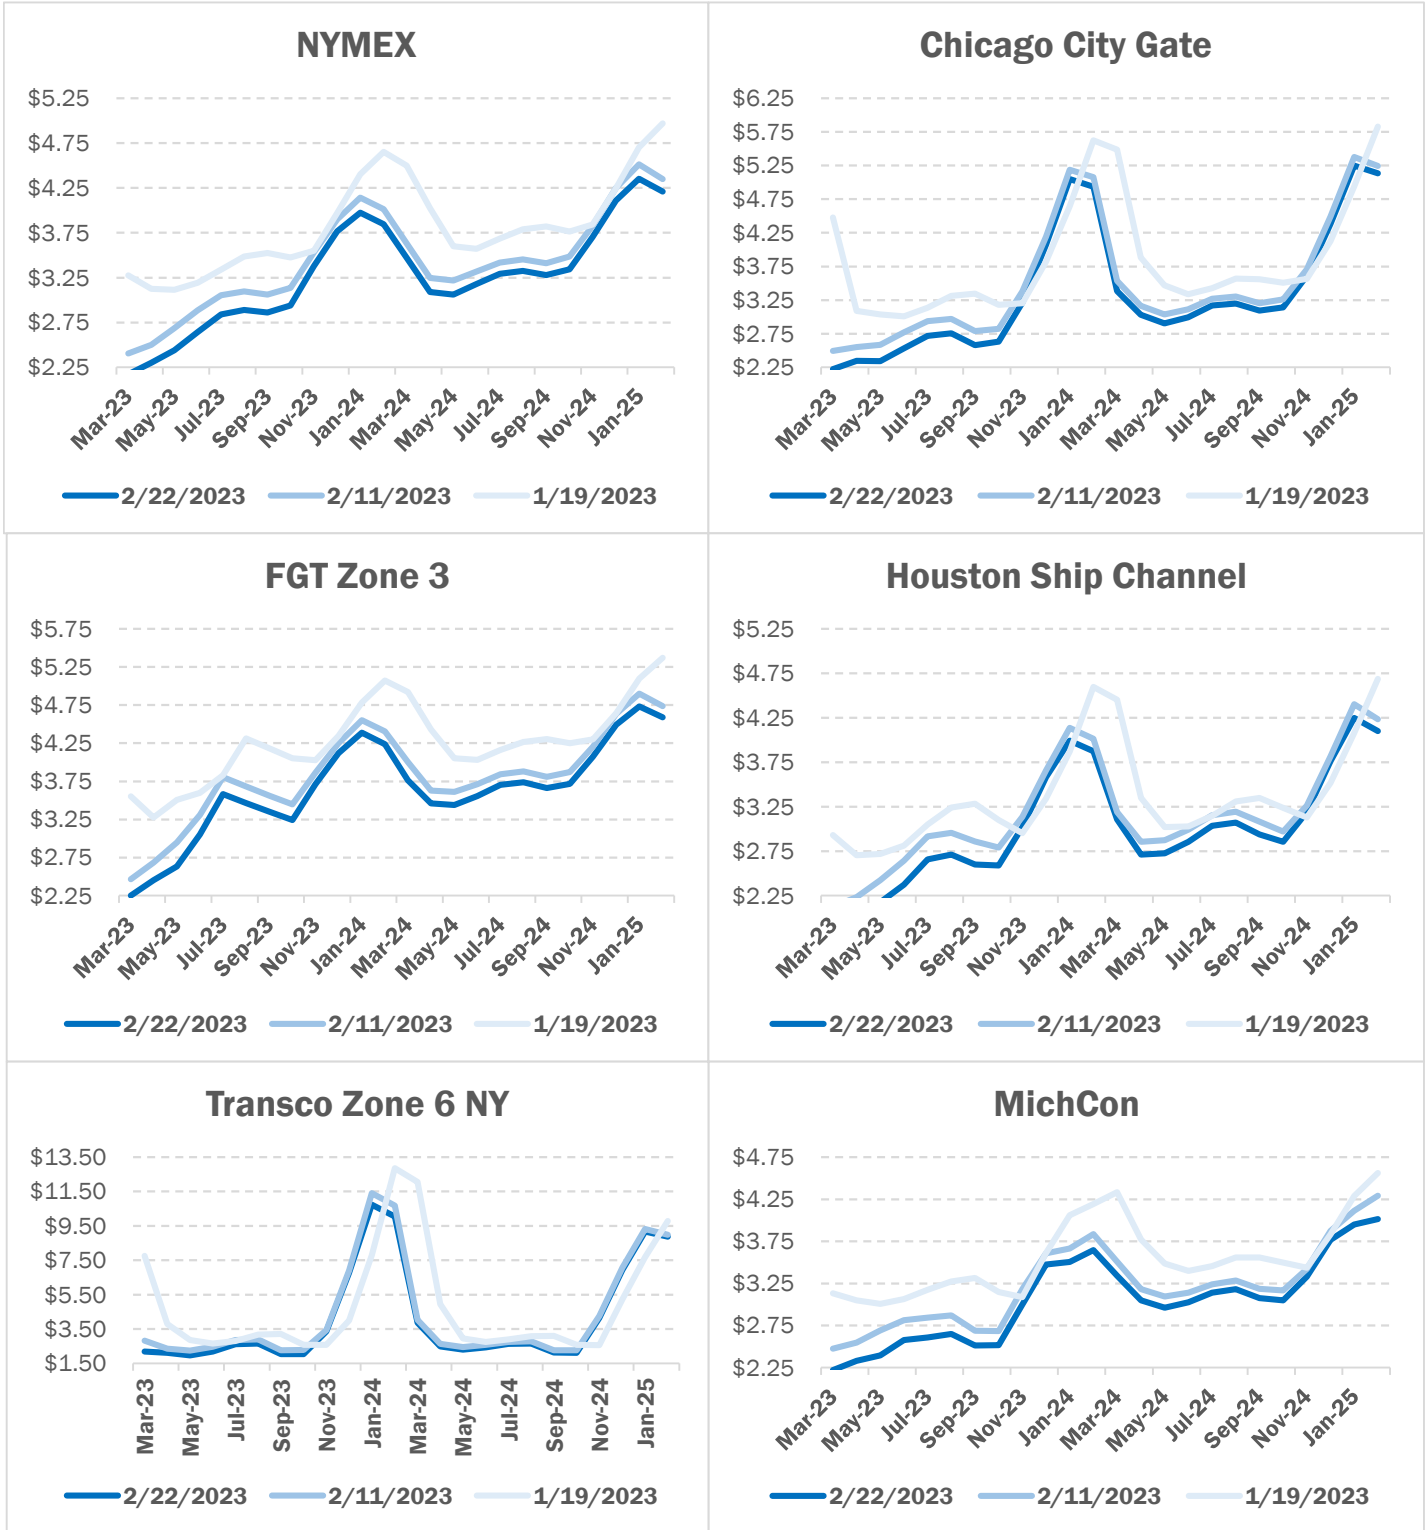 NYMEX
$5.25
$4.75
$4.25
$3.75
$3.25
$2.75
$2.25
Mar-23 May-23 Jul-23 Sep-23 Nov-23 Jan-24 Mar-24 May-24 Jul-24 Sep-24 Nov-24 Jan-25
2/22/2023 2/11/2023 1/19/2023
Chicago City Gate
$6.25
$5.75
$5.25
$4.75
$4.25
$3.75
$3.25
$2.75
$2.25
Mar-23 May-23 Jul-23 Sep-23 Nov-23 Jan-24 Mar-24 May-24 Jul-24 Sep-24 Nov-24 Jan-25
2/22/2023 2/11/2023 1/19/2023
FGT Zone 3
$5.75
$5.25
$4.75
$4.25
$3.75
$3.25
$2.75
$2.25
Mar-23 May-23 Jul-23 Sep-23 Nov-23 Jan-24 Mar-24 May-24 Jul-24 Sep-24 Nov-24 Jan-25
2/22/2023 2/11/2023 1/19/2023
Houston Ship Channel
$5.25
$4.75
$4.25
$3.75
$3.25
$2.75
$2.25
Mar-23 May-23 Jul-23 Sep-23 Nov-23 Jan-24 Mar-24 May-24 Jul-24 Sep-24 Nov-24 Jan-25
2/22/2023 2/11/2023 1/19/2023
Transco Zone 6 NY
$13.50
$11.50
$9.50
$7.50
$5.50
$3.50
$1.50
Mar-23 May-23 Jul-23 Sep-23 Nov-23 Jan-24 Mar-24 May-24 Jul-24 Sep-24 Nov-24 Jan-25
2/22/2023 2/11/2023 1/19/2023
MichCon
$4.75
$4.25
$3.75
$3.25
$2.75
$2.25
Mar-23 May-23 Jul-23 Sep-23 Nov-23 Jan-24 Mar-24 May-24 Jul-24 Sep-24 Nov-24 Jan-25
2/22/2023 2/11/2023 1/19/2023